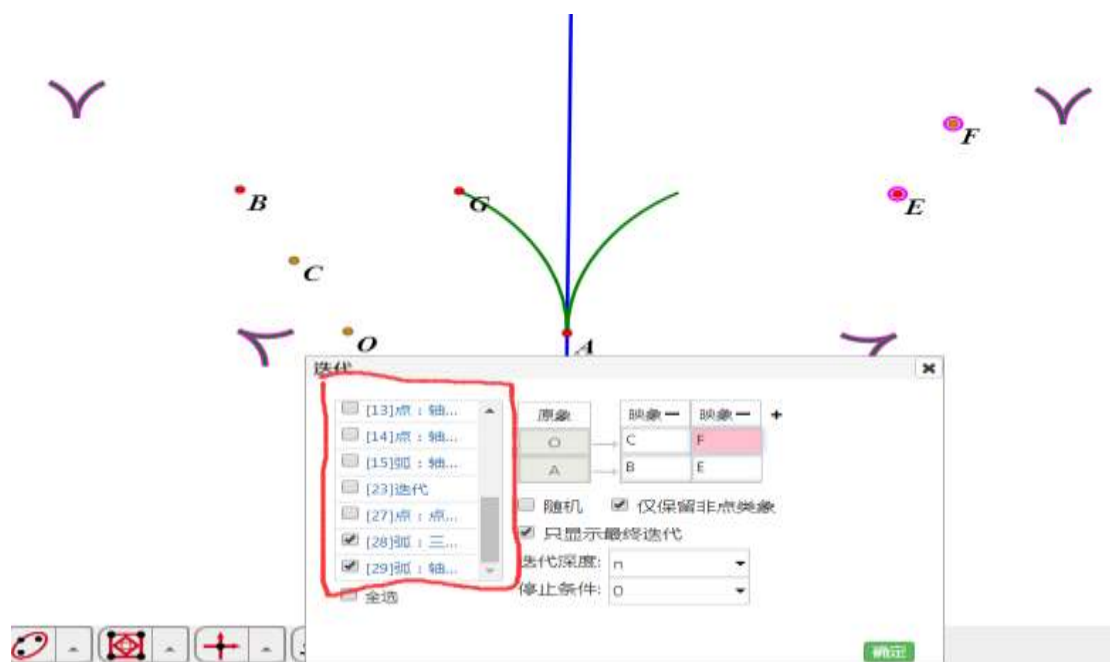 F
B
G
E
C
O
A
迭代
[13]点：轴...
[14]点：轴...
[15]弧：轴...
[23]迭代
[27]点：点...
[28]弧：三...
[29]弧：轴...
全选
原象 映象一 映象一 +
O C F
A B E
随机 仅保留非点类象
只显示最终迭代
迭代深度: n
停止条件: 0
确定